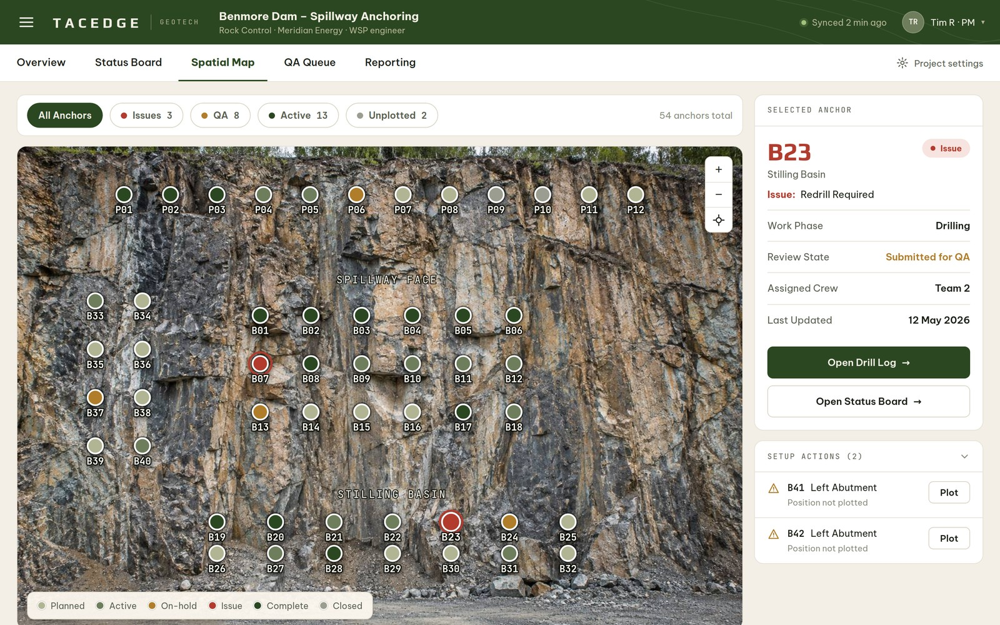 TACEDGE
GEOTECH
Benmore Dam – Spillway Anchoring
Rock Control · Meridian Energy · WSP engineer
Synced 2 min ago
TR
Tim R · PM
Overview
Status Board
Spatial Map
QA Queue
Reporting
Project settings
All Anchors
Issues 3
QA 8
Active 13
Unplotted 2
54 anchors total
P01 P02 P03 P04 P05 P06 P07 P08 P09 P10 P11 P12
SPILLWAY FACE
B33 B34
B01 B02 B03 B04 B05 B06
B35 B36
B07 B08 B09 B10 B11 B12
B37 B38
B13 B14 B15 B16 B17 B18
B39 B40
STILLING BASIN
B19 B20 B21 B22 B23 B24 B25
B26 B27 B28 B29 B30 B31 B32
Planned
Active
On-hold
Issue
Complete
Closed
SELECTED ANCHOR
B23
Issue
Stilling Basin
Issue: Redrill Required
Work Phase Drilling
Review State Submitted for QA
Assigned Crew Team 2
Last Updated 12 May 2026
Open Drill Log →
Open Status Board →
SETUP ACTIONS (2)
B41 Left Abutment
Position not plotted
Plot
B42 Left Abutment
Position not plotted
Plot